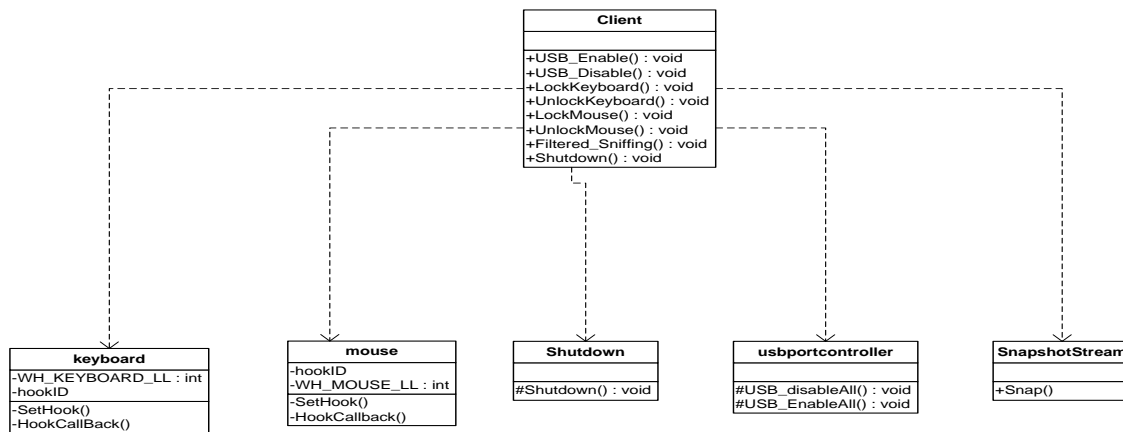 Client
+USB_Enable() : void
+USB_Disable() : void
+LockKeyboard() : void
+UnlockKeyboard() : void
+LockMouse() : void
+UnlockMouse() : void
+Filtered_Sniffing() : void
+Shutdown() : void
keyboard
-WH_KEYBOARD_LL : int
-hookID
-SetHook()
-HookCallBack()
mouse
-hookID
-WH_MOUSE_LL : int
-SetHook()
-HookCallback()
Shutdown
#Shutdown() : void
usbportcontroller
#USB_disableAll() : void
#USB_EnableAll() : void
SnapshotStream
+Snap()